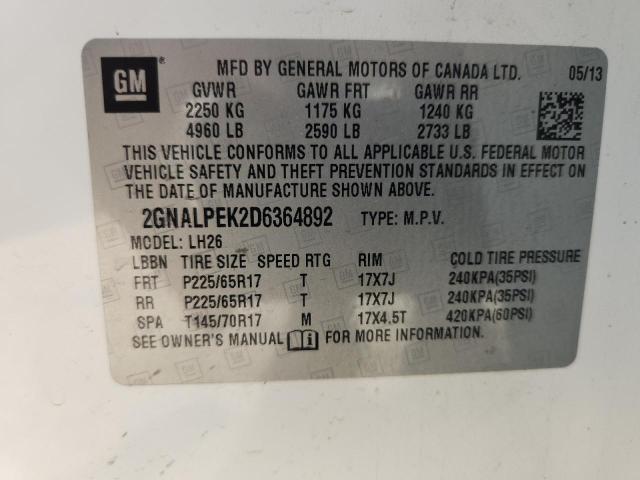 GM
MFD BY GENERAL MOTORS OF CANADA LTD. 05/13
GVWR GAWR FRT GAWR RR
2250 KG 1175 KG 1240 KG
4960 LB 2590 LB 2733 LB
THIS VEHICLE CONFORMS TO ALL APPLICABLE U.S. FEDERAL MOTOR
VEHICLE SAFETY AND THEFT PREVENTION STANDARDS IN EFFECT ON
THE DATE OF MANUFACTURE SHOWN ABOVE.
2GNALPEK2D6364892 TYPE: M.P.V.
MODEL: LH26
LBBN TIRE SIZE SPEED RTG RIM COLD TIRE PRESSURE
FRT P225/65R17 T 17X7J 240KPA(35PSI)
RR P225/65R17 T 17X7J 240KPA(35PSI)
SPA T145/70R17 M 17X4.5T 420KPA(60PSI)
SEE OWNER'S MANUAL FOR MORE INFORMATION.